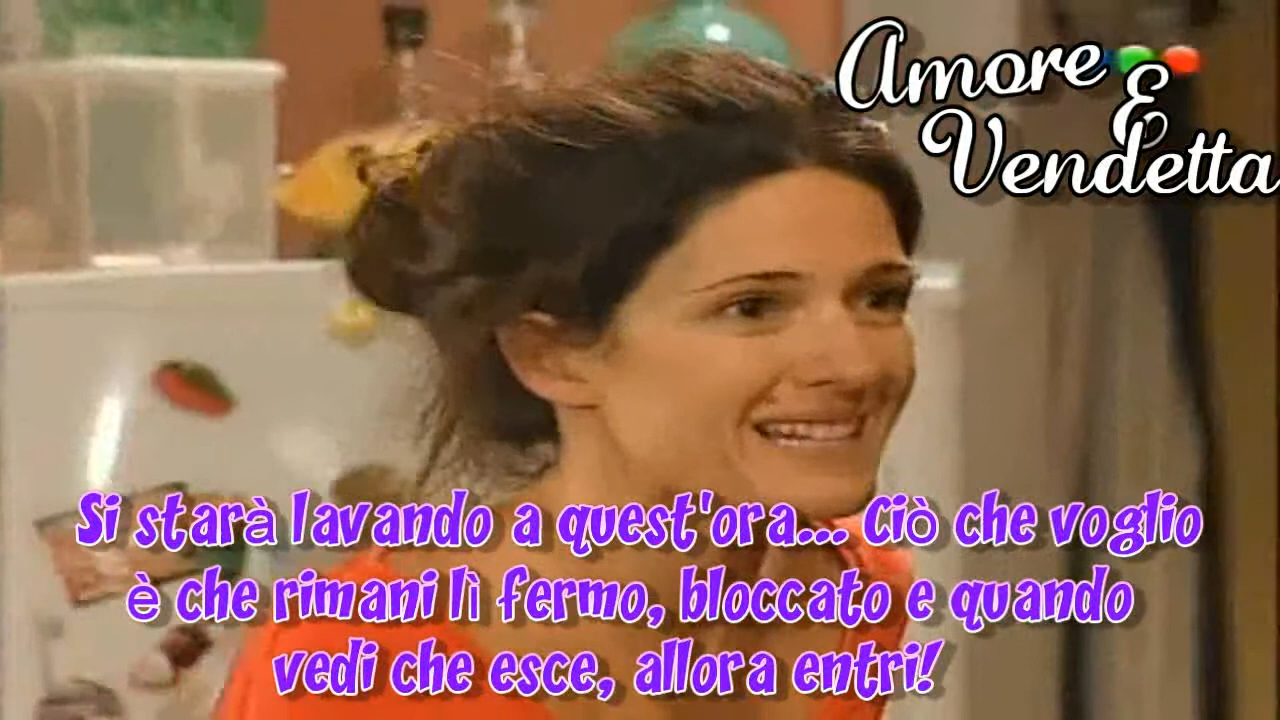 Amore
E
Vendetta
Si starà lavando a quest'ora... Ciò che voglio
è che rimani lì fermo, bloccato e quando
vedi che esce, allora entri!